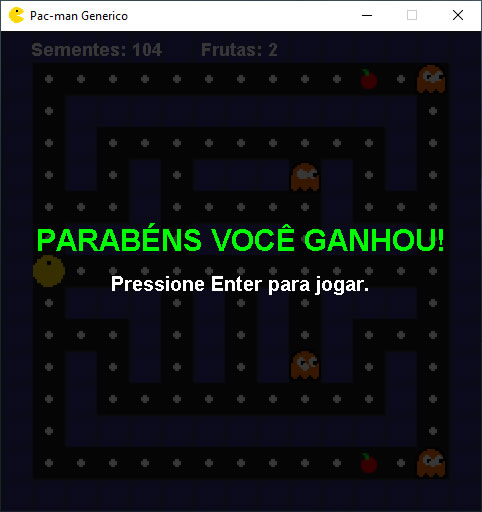 Pac-man Generico
Sementes: 104 Frutas: 2
PARABÉNS VOCÊ GANHOU!
Pressione Enter para jogar.